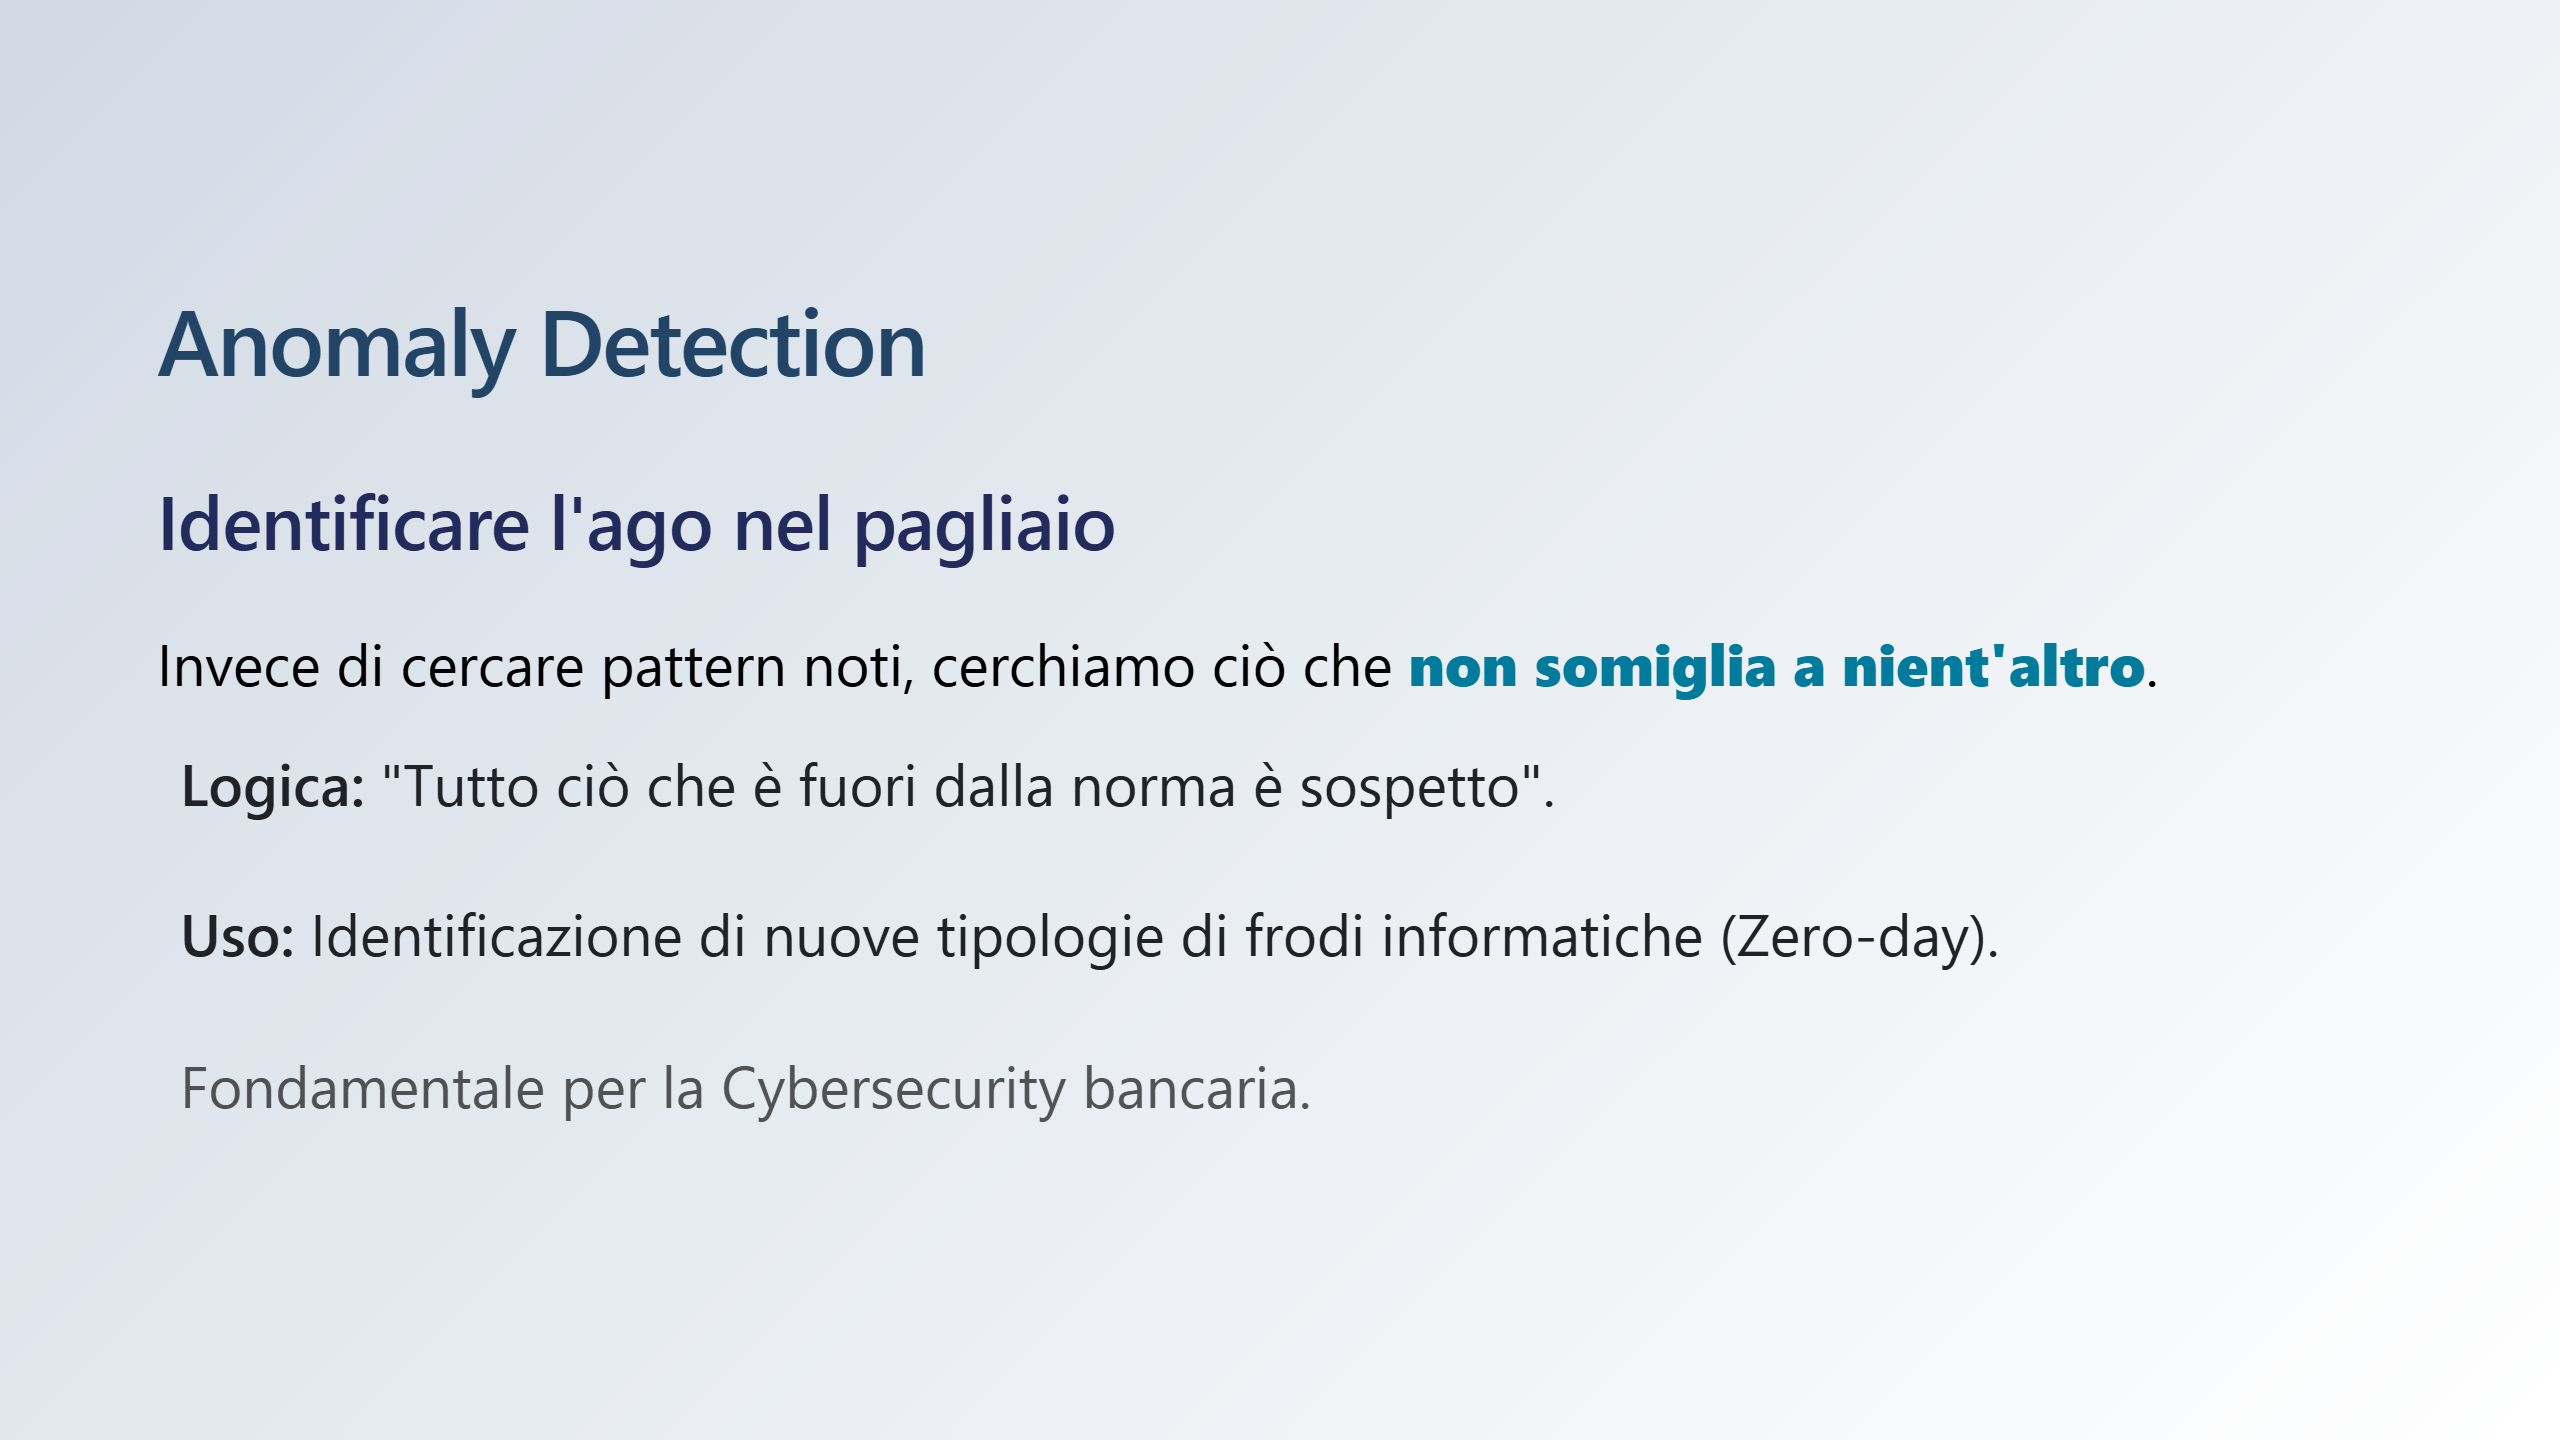 Anomaly Detection
Identificare l'ago nel pagliaio
Invece di cercare pattern noti, cerchiamo ciò che non somiglia a nient'altro.
Logica: "Tutto ciò che è fuori dalla norma è sospetto".
Uso: Identificazione di nuove tipologie di frodi informatiche (Zero-day).
Fondamentale per la Cybersecurity bancaria.